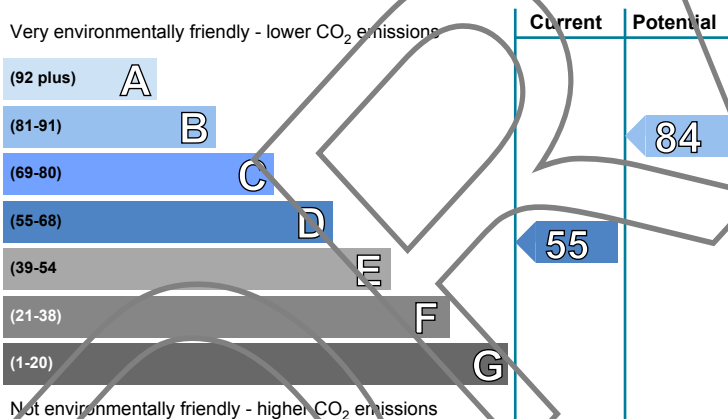 Current Potential
Very environmentally friendly - lower CO2 emissions
(92 plus) A
(81-91) B 84
(69-80) C
(55-68) D
55
(39-54 E
(21-38) F
(1-20) G
Not environmentally friendly - higher CO2 emissions